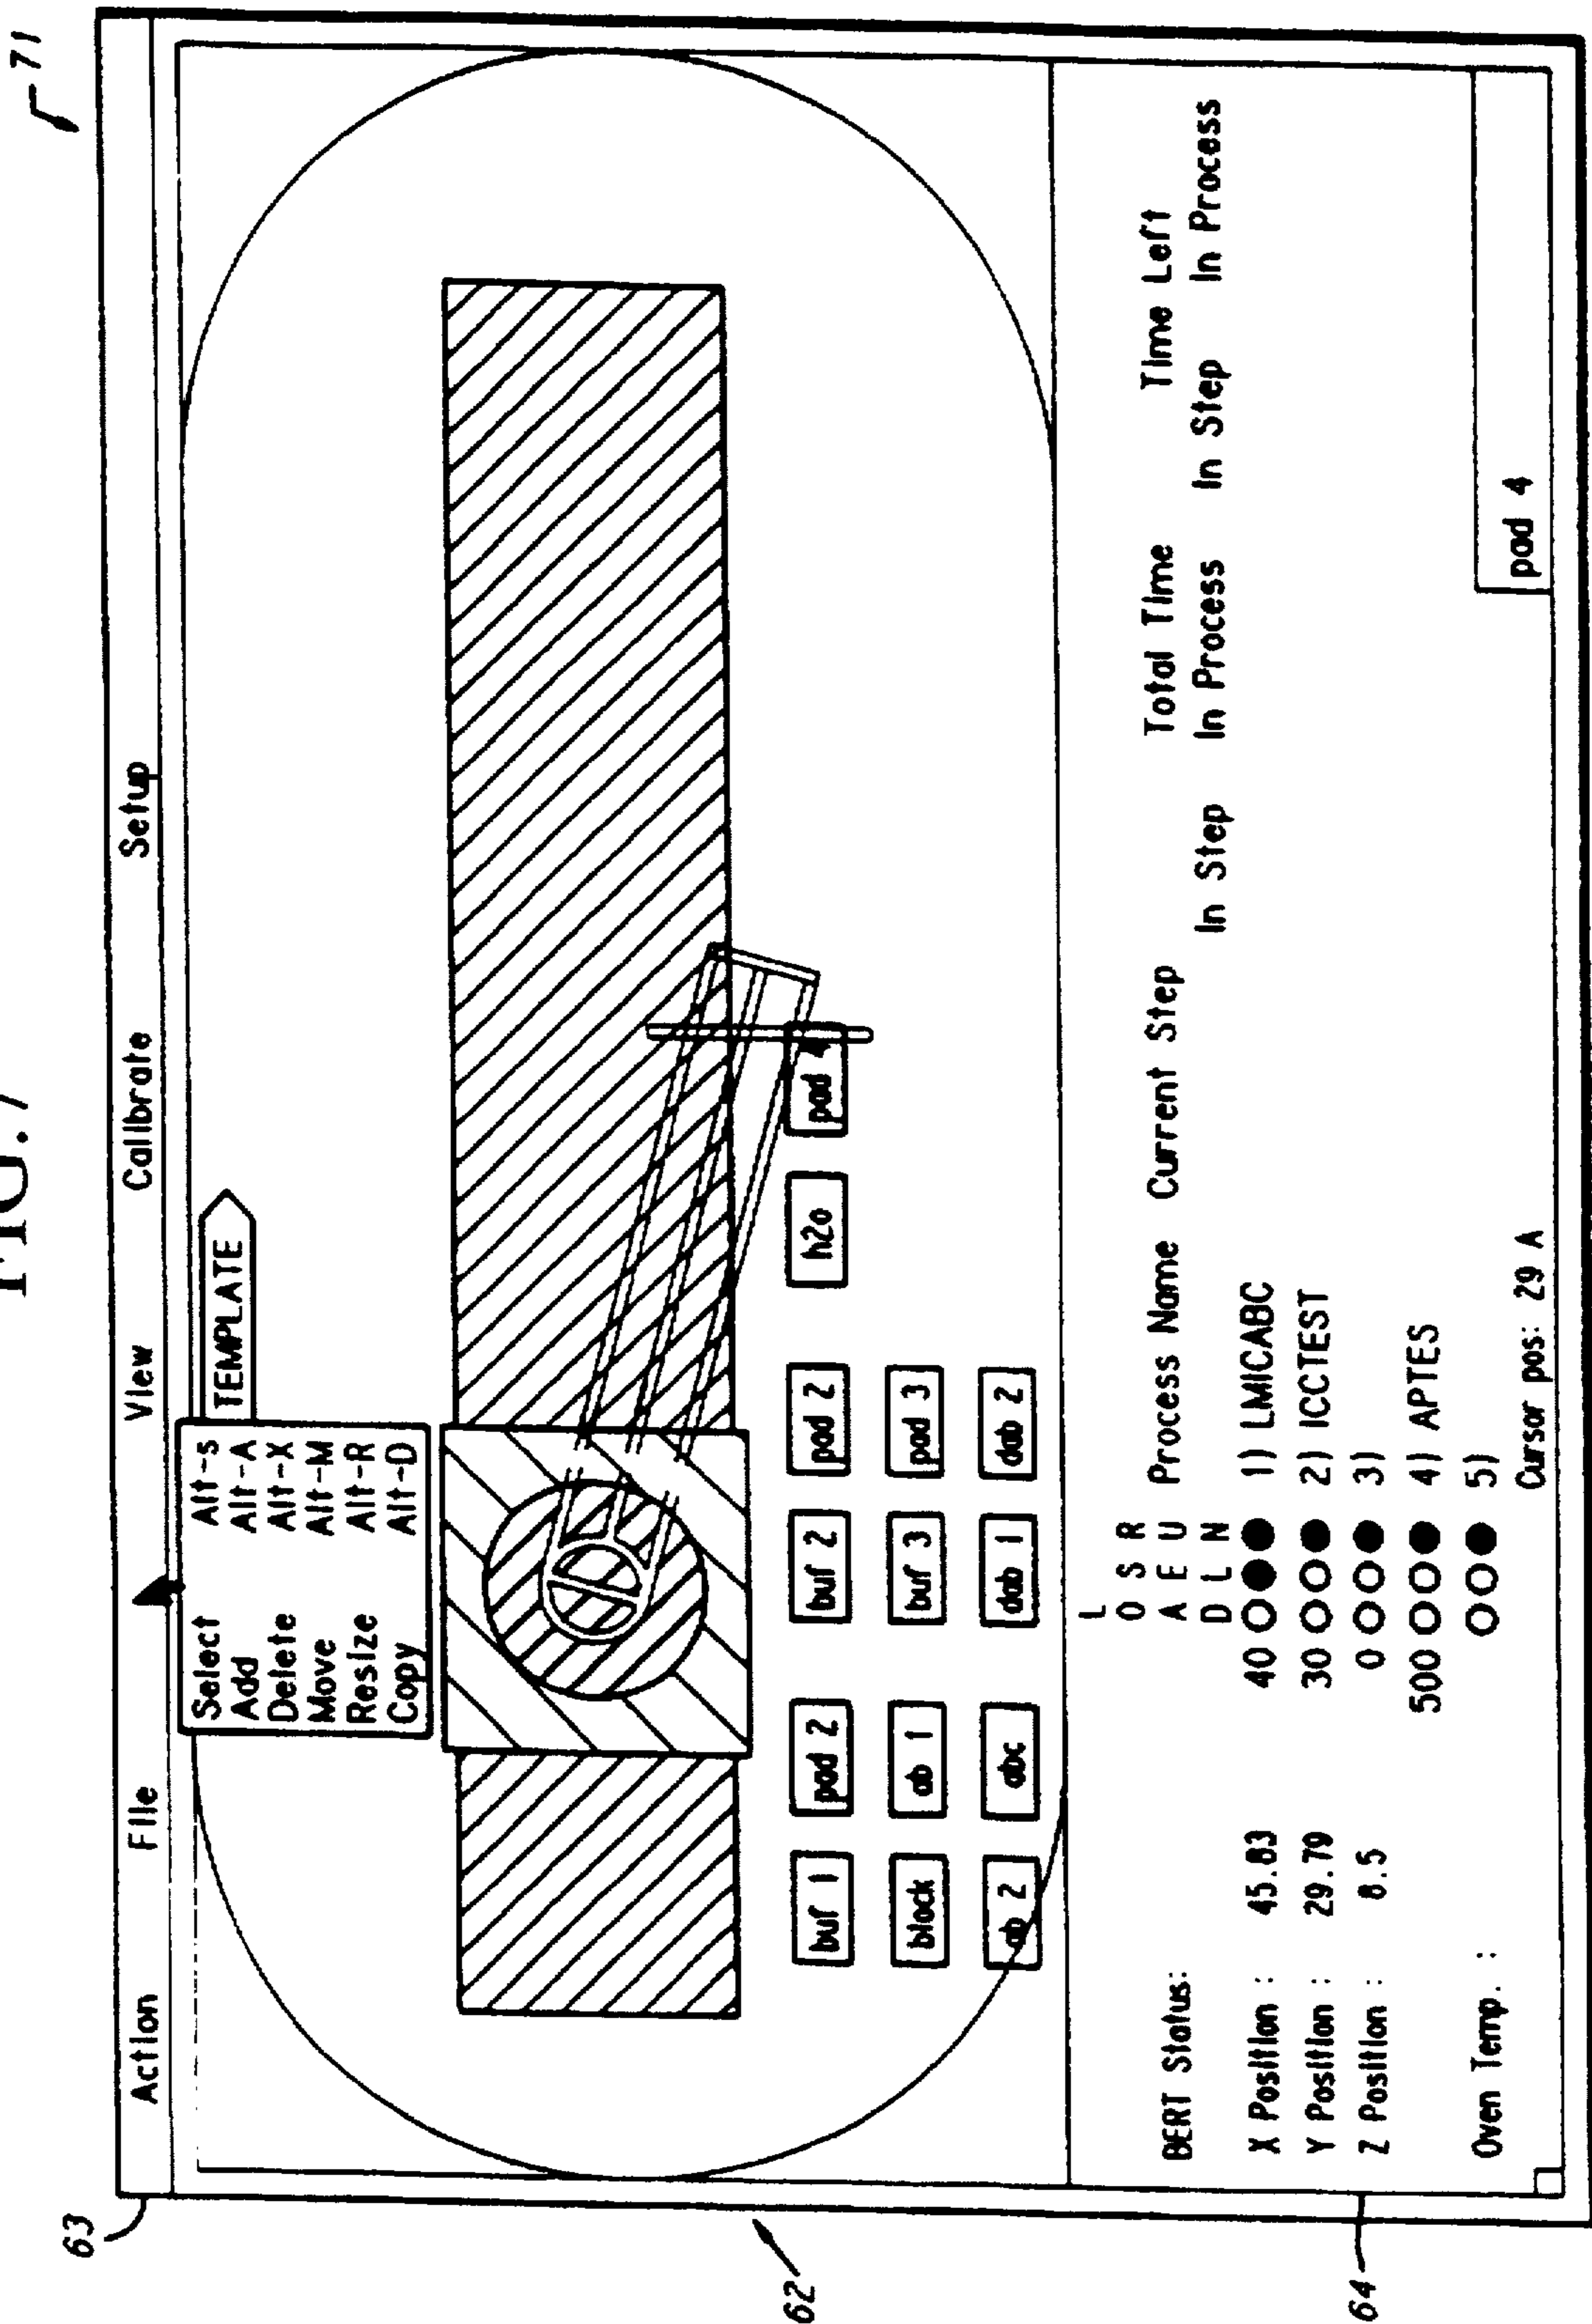 FIG. 7
71
63
Action File View Calibrate Setup
Select Alt-s
Add Alt-A
Delete Alt-X
Move Alt-M
Resize Alt-R
Copy Alt-D
TEMPLATE
62
buf 1 pad 2 buf 2 pad 2 h2o pad 4
block ab 1 buf 3 pad 3
ab 2 abc dab 1 dab 2
L
O S R
A E U
D L N
BERT Status: Process Name Current Step Total Time Time Left
In Step In Process In Step In Process
X Position : 45.83 40 1) LMICABC
Y Position : 29.79 30 2) ICCTEST
Z Position : 8.5 0 3)
500 4) APTES
Oven Temp. : 5)
Cursor pos: 29 A pad 4
64